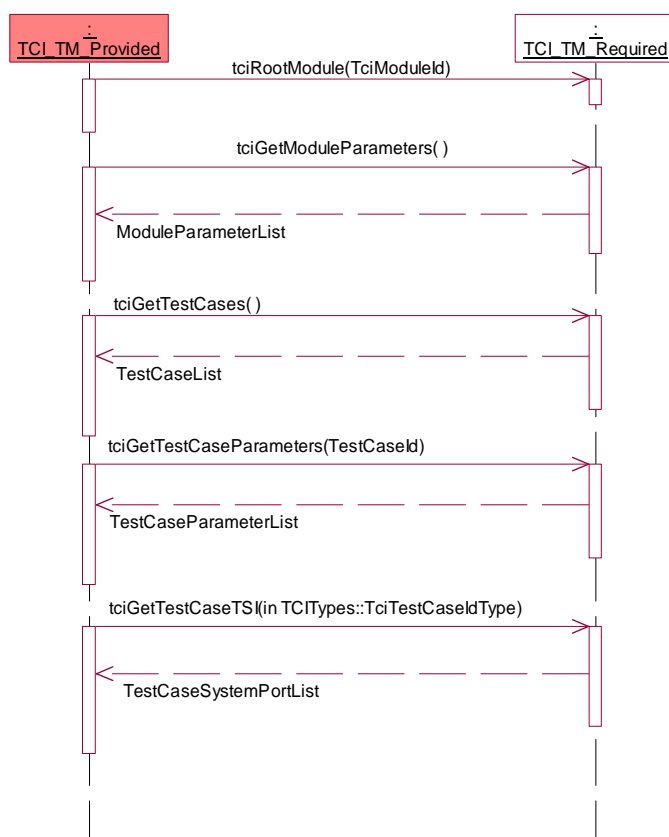 :
TCI_TM_Provided
:
TCI_TM_Required
tciRootModule(TciModuleId)
tciGetModuleParameters( )
ModuleParameterList
tciGetTestCases( )
TestCaseList
tciGetTestCaseParameters(TestCaseId)
TestCaseParameterList
tciGetTestCaseTSI(in TCITypes::TciTestCaseIdType)
TestCaseSystemPortList